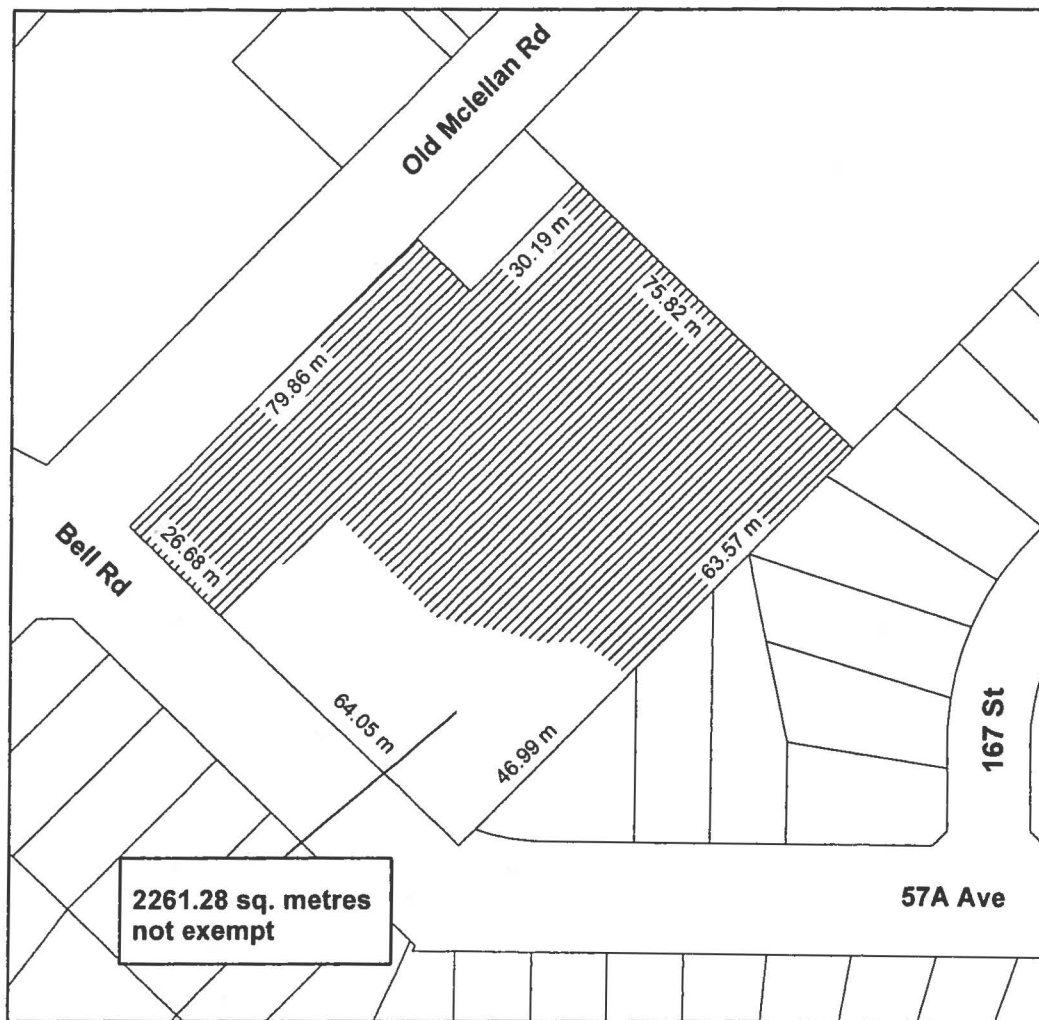 Old Mclellan Rd
30.19 m
75.82 m
79.86 m
26.68 m
Bell Rd
63.57 m
64.05 m
46.99 m
167 St
2261.28 sq. metres
not exempt
57A Ave